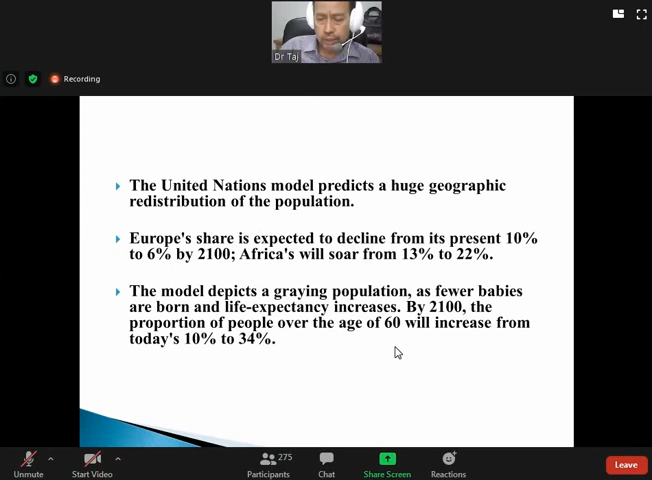 Dr Taj
Recording
The United Nations model predicts a huge geographic
redistribution of the population.
Europe's share is expected to decline from its present 10%
to 6% by 2100; Africa's will soar from 13% to 22%.
The model depicts a graying population, as fewer babies
are born and life-expectancy increases. By 2100, the
proportion of people over the age of 60 will increase from
today's 10% to 34%.
Unmute
Start Video
275
Participants
Chat
Share Screen
Reactions
Leave